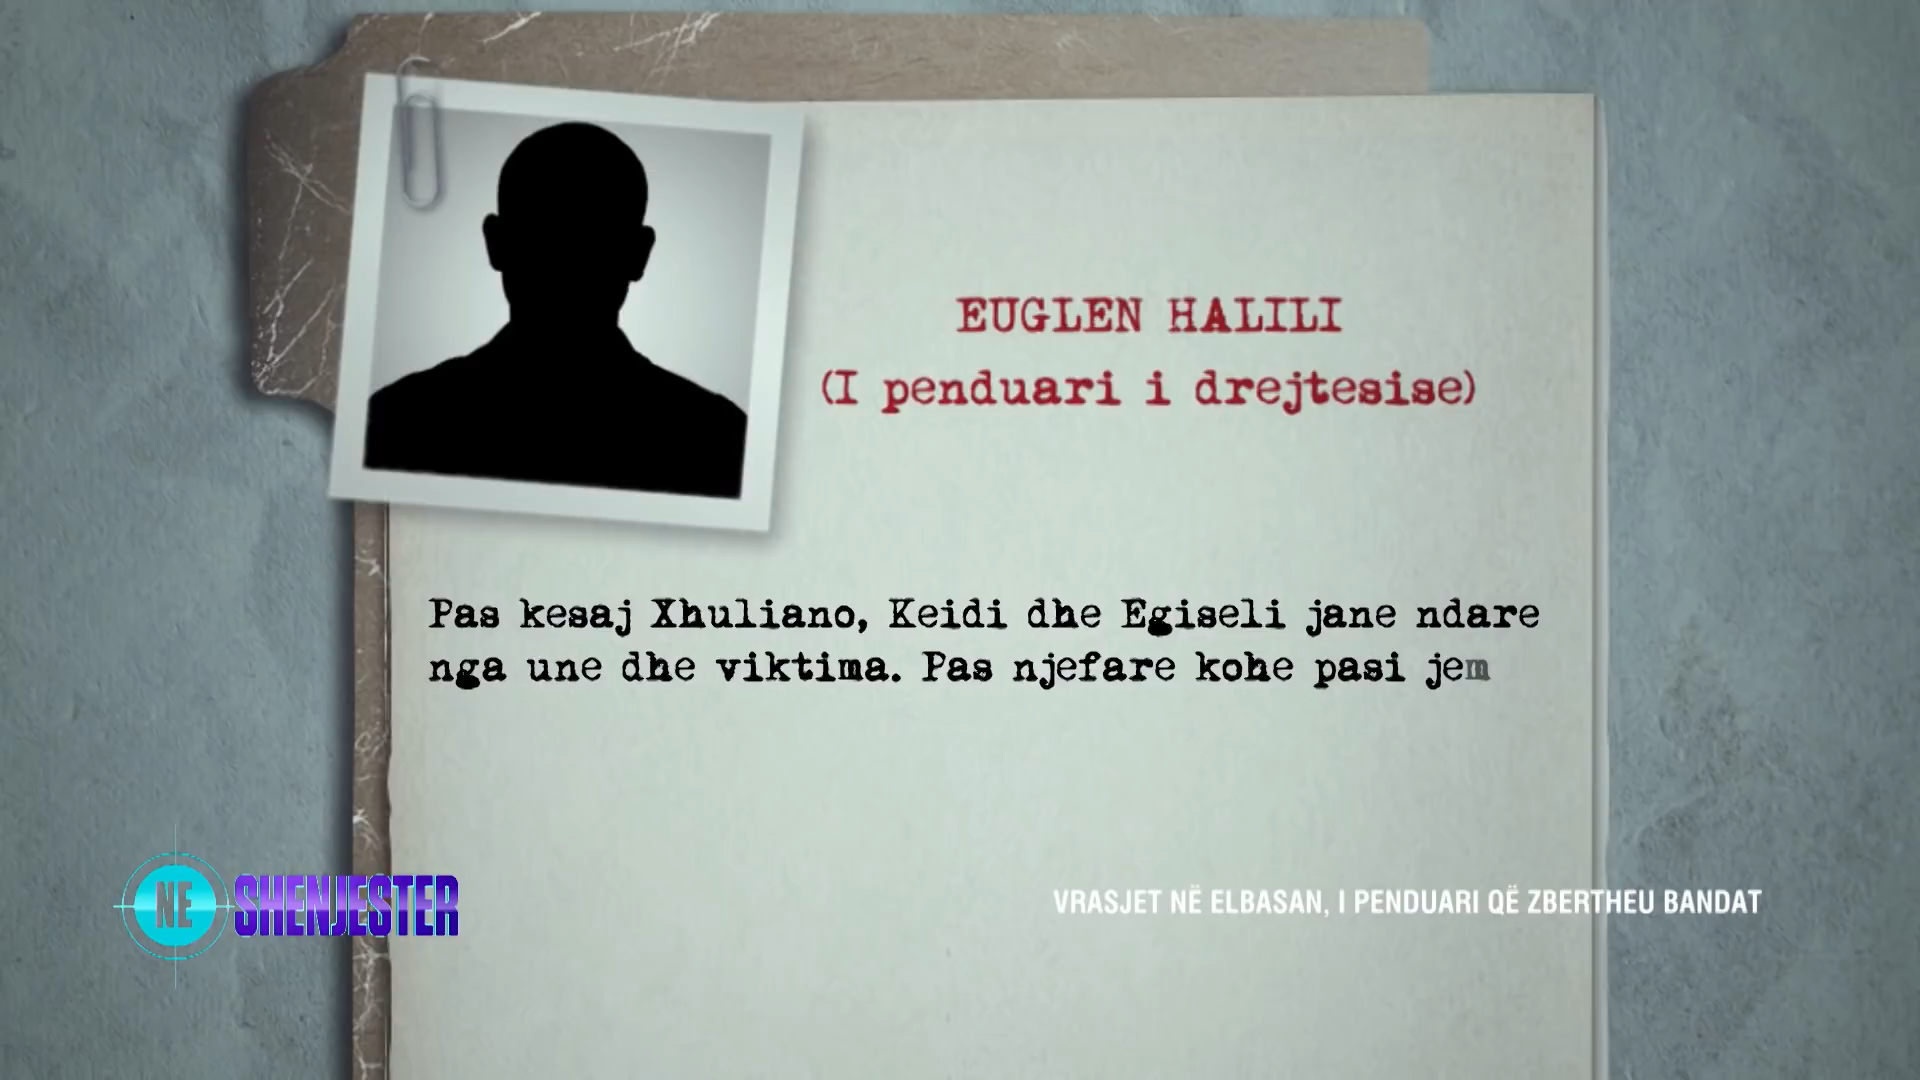 EUGLEN HALILI
(I penduari i drejtesise)
Pas kesaj Xhuliano, Keidi dhe Egiseli jane ndare
nga une dhe viktima. Pas njefare kohe pasi jem
NE SHENJESTER
VRASJET NË ELBASAN, I PENDUARI QË ZBERTHEU BANDAT